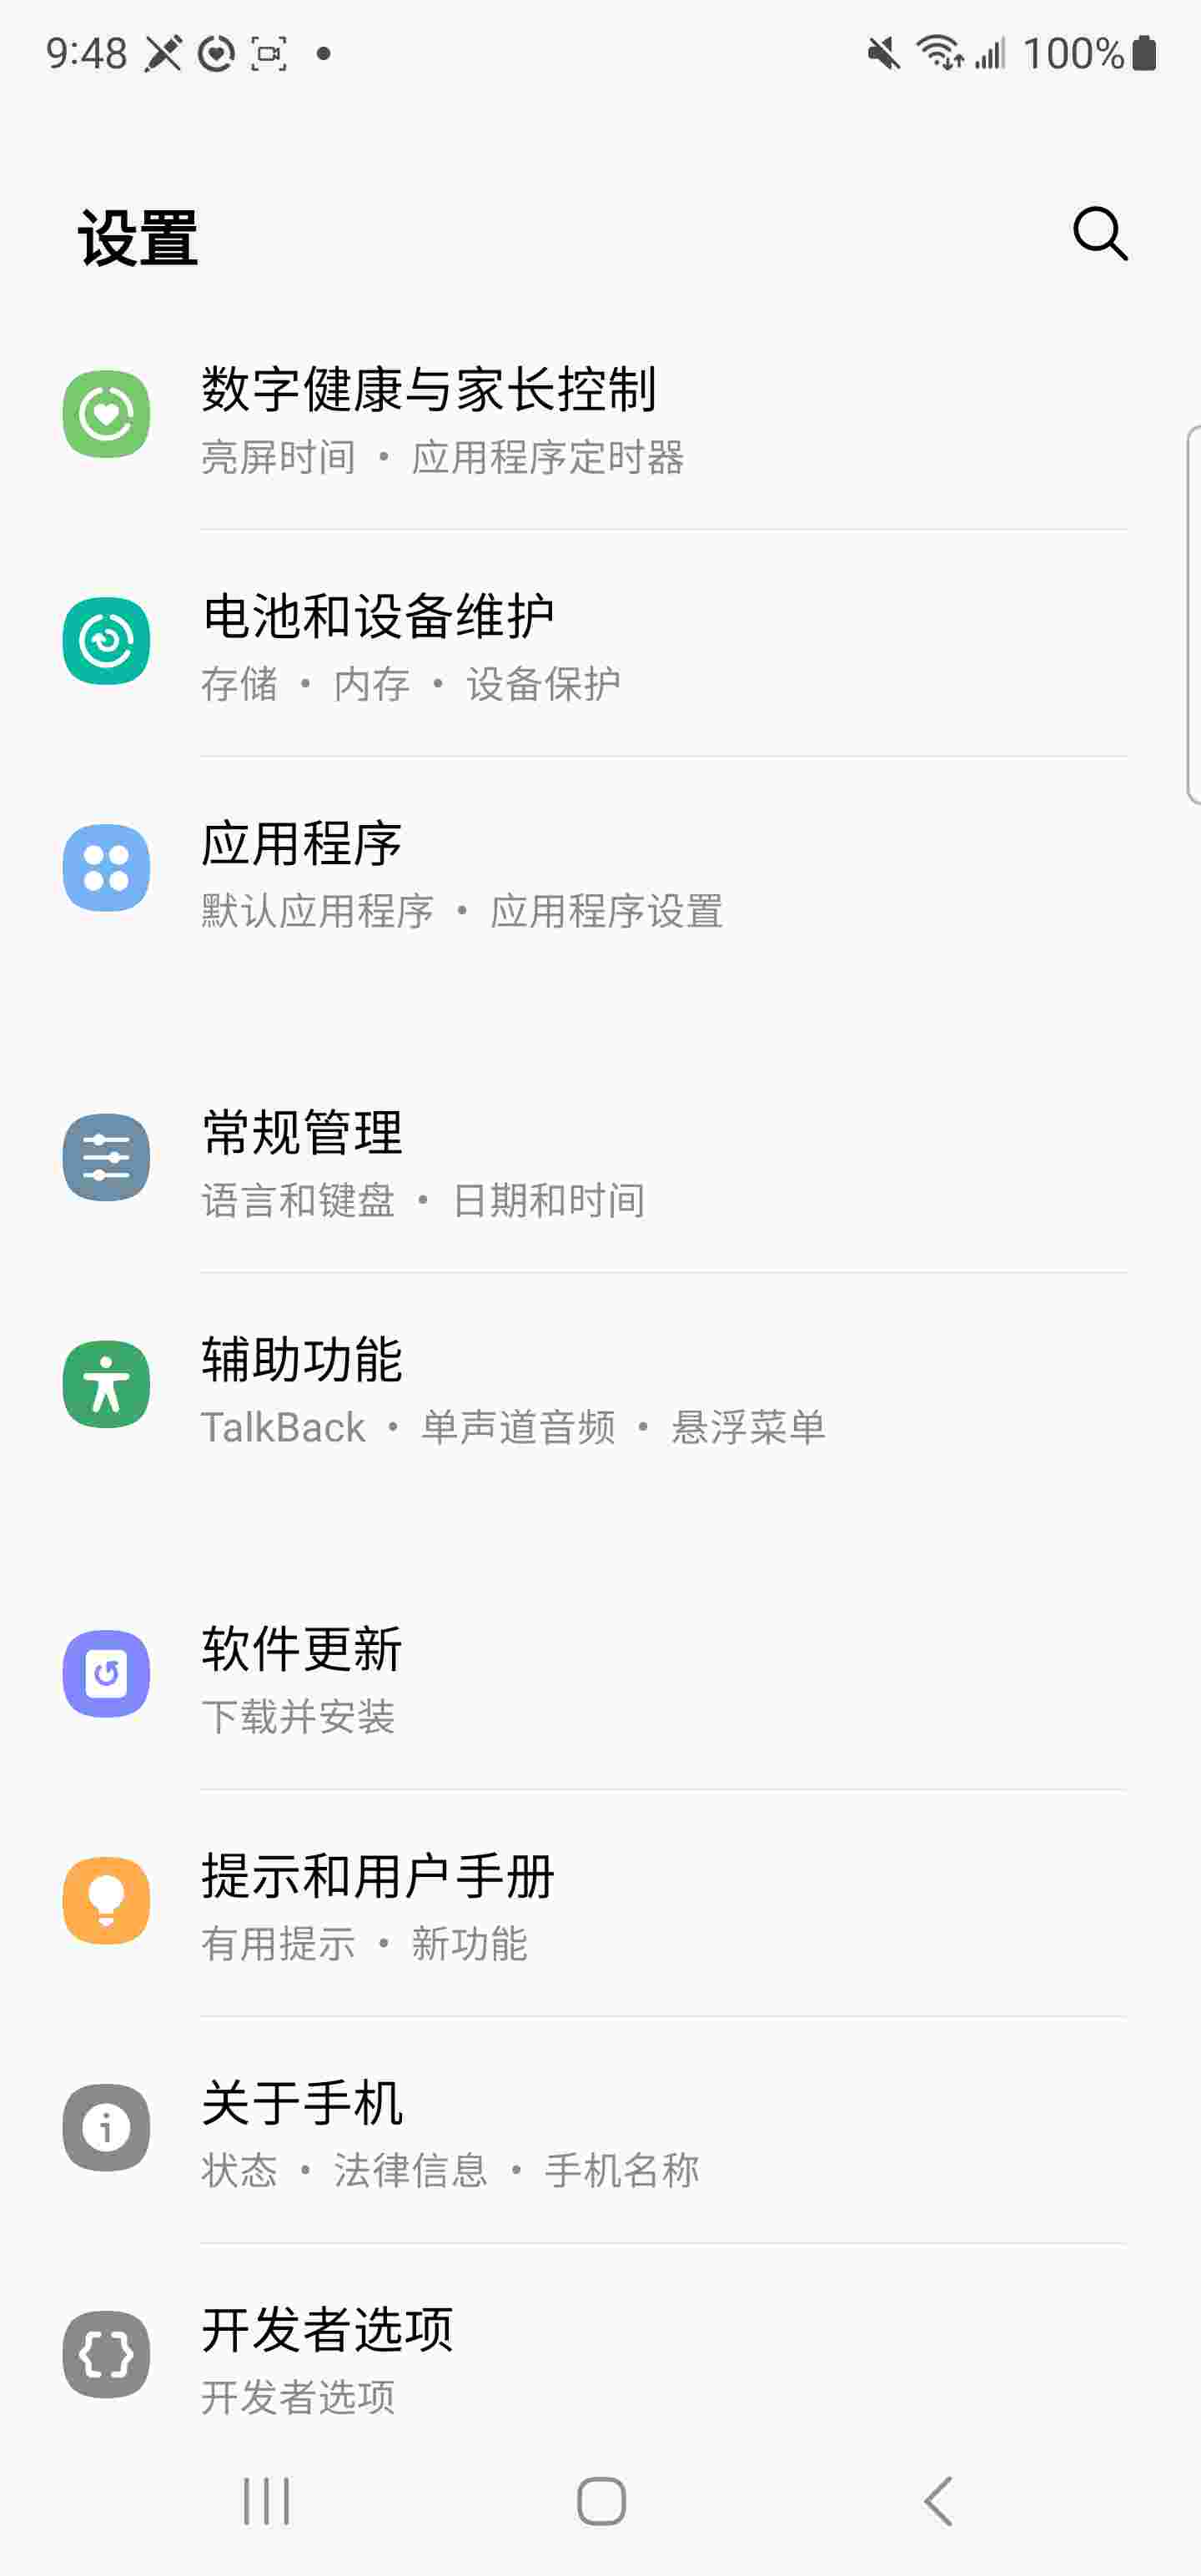 9:48
100%
设置
数字健康与家长控制
亮屏时间 • 应用程序定时器
电池和设备维护
存储 • 内存 • 设备保护
应用程序
默认应用程序 • 应用程序设置
常规管理
语言和键盘 • 日期和时间
辅助功能
TalkBack • 单声道音频 • 悬浮菜单
软件更新
下载并安装
提示和用户手册
有用提示 • 新功能
关于手机
状态 • 法律信息 • 手机名称
开发者选项
开发者选项